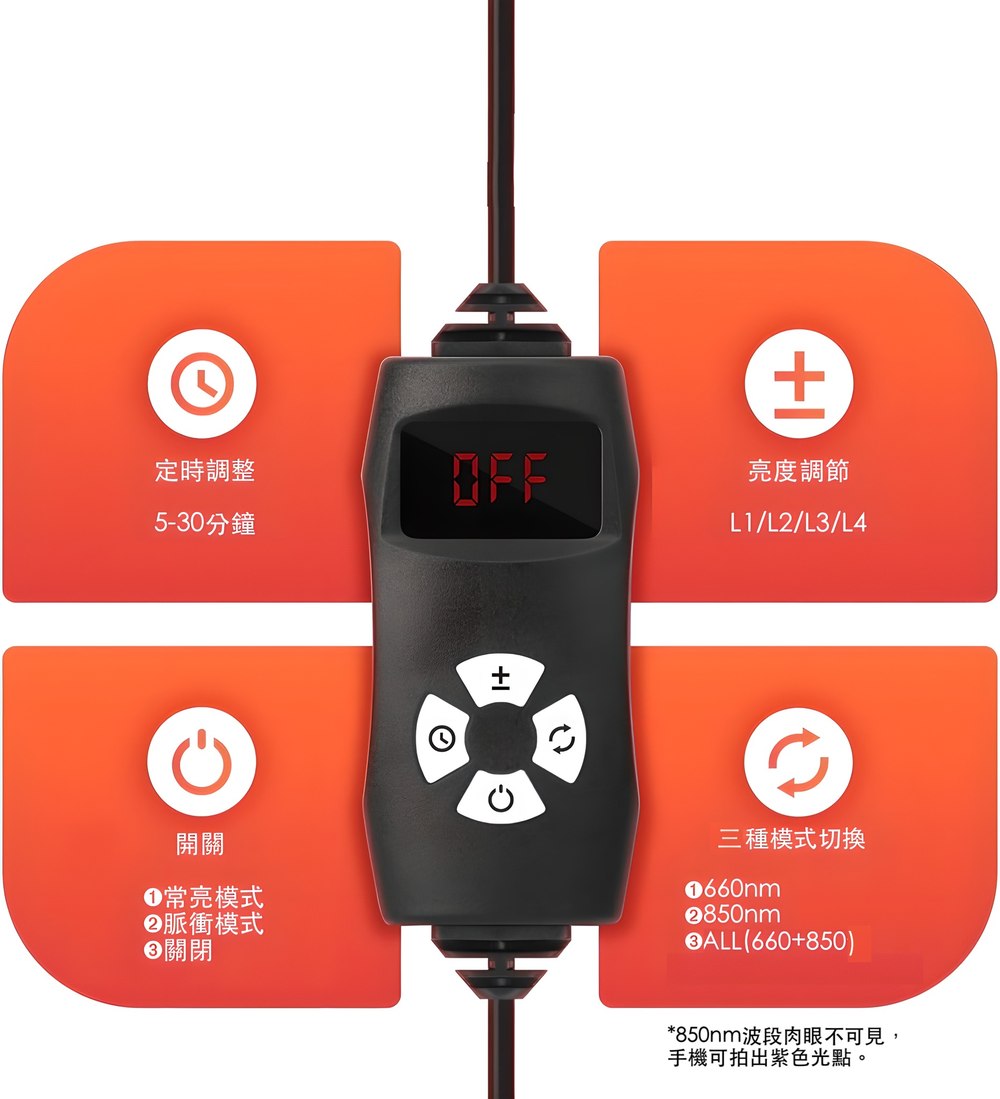 定時調整
5-30分鐘
亮度調節
L1/L2/L3/L4
OFF
開關
❶常亮模式
❷脈衝模式
❸關閉
三種模式切換
❶660nm
❷850nm
❸ALL(660+850)
*850nm波段肉眼不可見，
手機可拍出紫色光點。